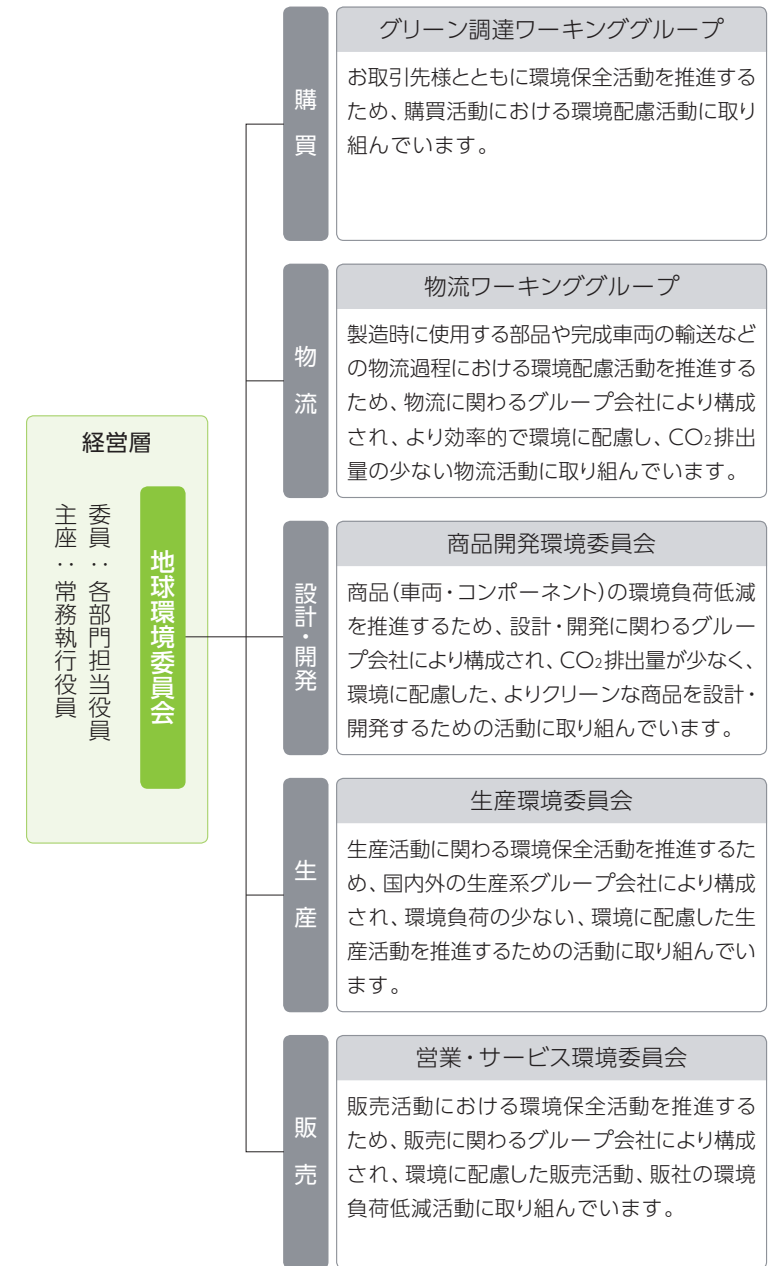 経営層
地球環境委員会
委員：各部門担当役員
主座：常務執行役員
購買
グリーン調達ワーキンググループ
お取引先様とともに環境保全活動を推進する
ため、購買活動における環境配慮活動に取り
組んでいます。
物流
物流ワーキンググループ
製造時に使用する部品や完成車両の輸送など
の物流過程における環境配慮活動を推進する
ため、物流に関わるグループ会社により構成
され、より効率的で環境に配慮し、CO₂排出
量の少ない物流活動に取り組んでいます。
設計・開発
商品開発環境委員会
商品（車両・コンポーネント）の環境負荷低減
を推進するため、設計・開発に関わるグルー
プ会社により構成され、CO₂排出量が少なく、
環境に配慮した、よりクリーンな商品を設計・
開発するための活動に取り組んでいます。
生産
生産環境委員会
生産活動に関わる環境保全活動を推進するた
め、国内外の生産系グループ会社により構成
され、環境負荷の少ない、環境に配慮した生
産活動を推進するための活動に取り組んでい
ます。
販売
営業・サービス環境委員会
販売活動における環境保全活動を推進する
ため、販売に関わるグループ会社により構成
され、環境に配慮した販売活動、販社の環境
負荷低減活動に取り組んでいます。